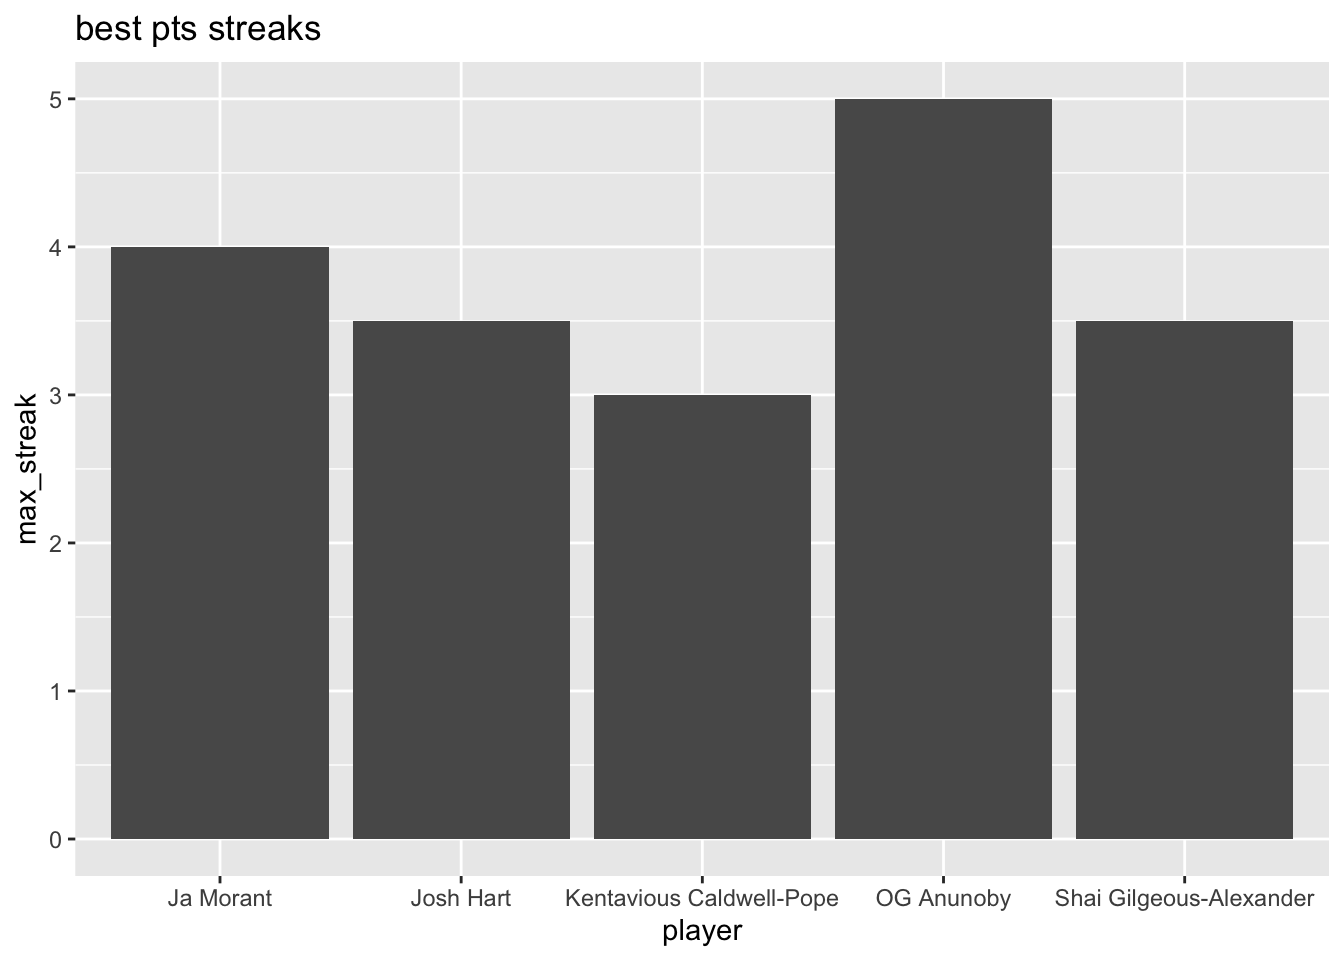 best pts streaks
5
4
3
2
1
0
max_streak
Ja Morant
Josh Hart
Kentavious Caldwell-Pope
OG Anunoby
Shai Gilgeous-Alexander
player